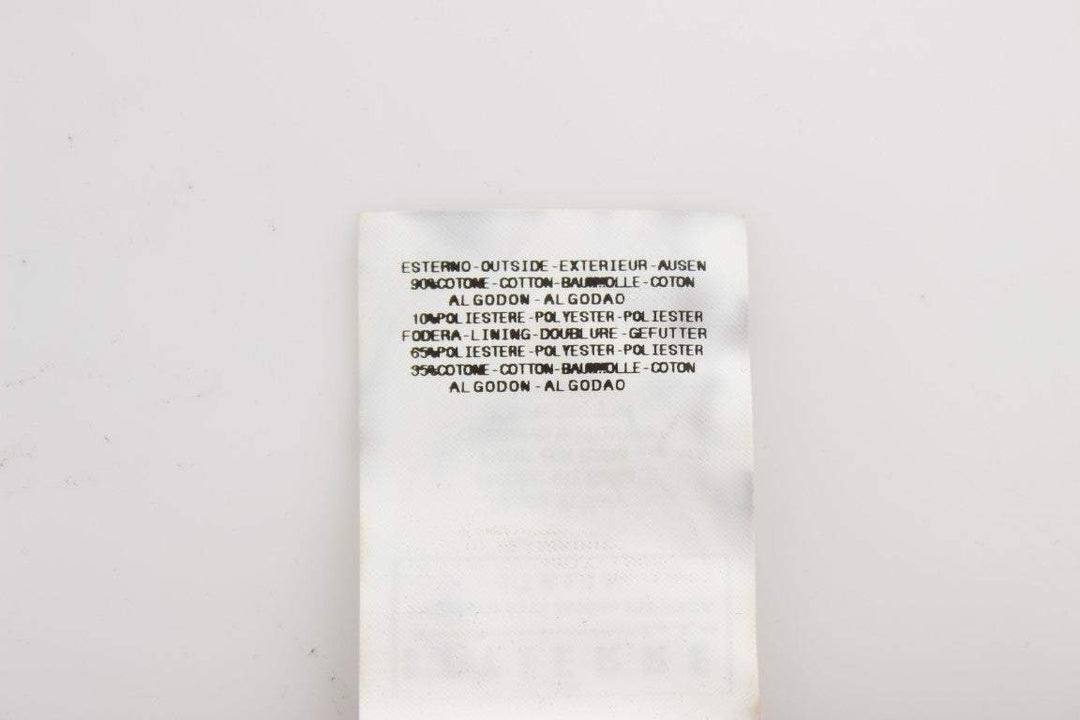 ESTERNO-OUTSIDE-EXTERIEUR-AUSEN
90%COTONE-COTTON-BAUMWOLLE-COTON
ALGODON-ALGODAO
10%POLIESTERE-POLYESTER-POLIESTER
FODERA-LINING-DOUBLURE-GEFUTTER
65%POLIESTERE-POLYESTER-POLIESTER
35%COTONE-COTTON-BAUMWOLLE-COTON
ALGODON-ALGODAO